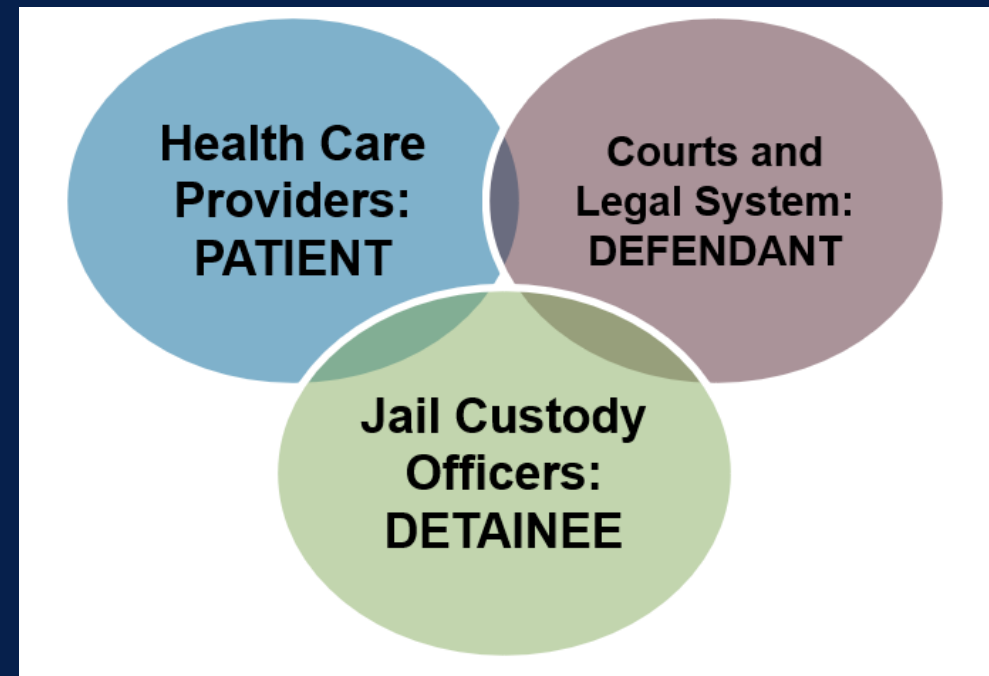 Health Care
Providers:
PATIENT
Courts and
Legal System:
DEFENDANT
Jail Custody
Officers:
DETAINEE